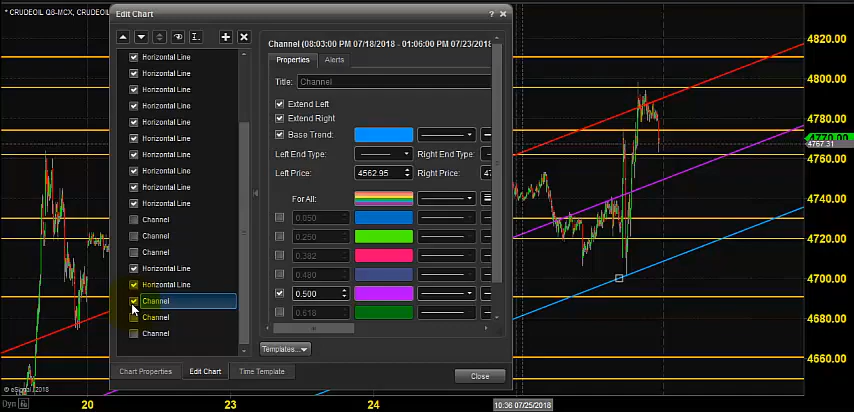 * CRUDEOIL Q8-MCX, CRUDEOIL
Edit Chart
?
Horizontal Line
Horizontal Line
Horizontal Line
Horizontal Line
Horizontal Line
Horizontal Line
Horizontal Line
Horizontal Line
Horizontal Line
Horizontal Line
Channel
Channel
Channel
Horizontal Line
Horizontal Line
Channel
Channel
Channel
Channel (08:03:00 PM 07/18/2018 - 01:06:00 PM 07/23/2018
Properties
Alerts
Title:
Channel
Extend Left
Extend Right
Base Trend:
Left End Type:
Right End Type:
Left Price:
4562.95
Right Price:
47
For All:
0.050
0.250
0.382
0.480
0.500
0.618
Templates...
Chart Properties
Edit Chart
Time Template
Close
4820.00
4800.00
4780.00
4770.00
4767.31
4760.00
4740.00
4720.00
4700.00
4680.00
4660.00
© eSignal, 2018
Dyn
20
23
24
10:36 07/25/2018